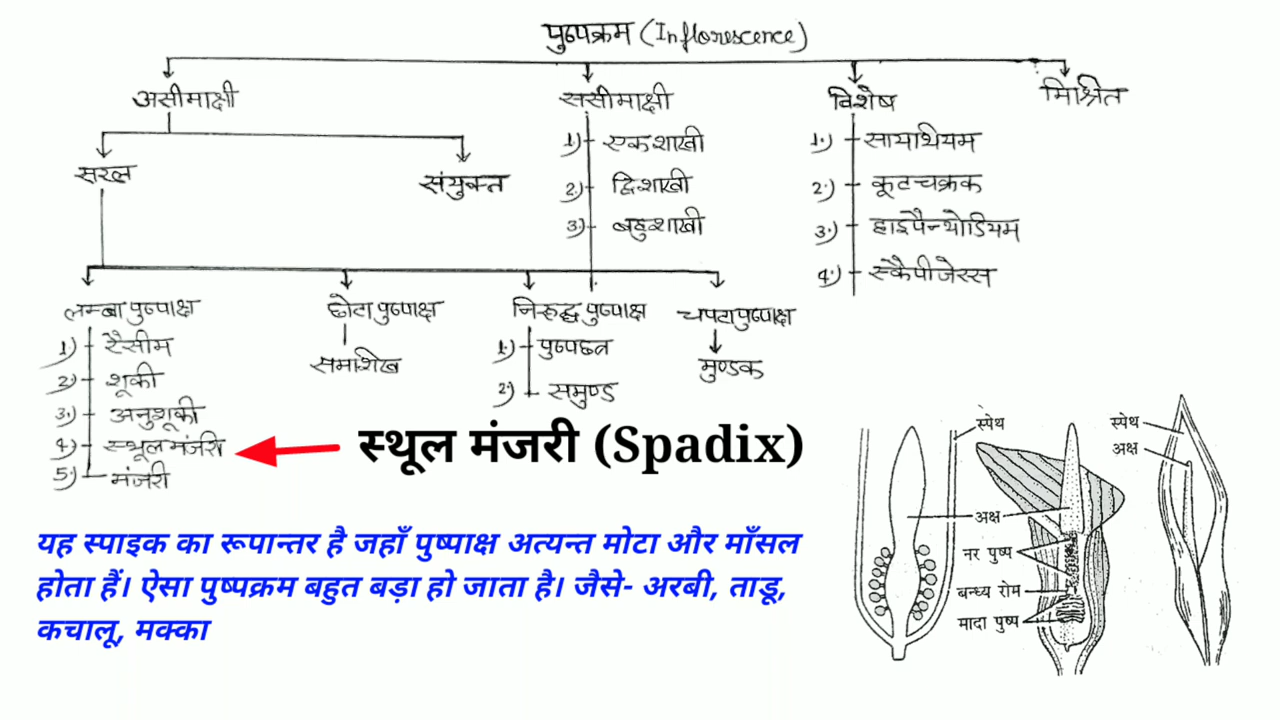 पुष्पक्रम (Inflorescence)
असीमाक्षी
ससीमाक्षी
विशेष
मिश्रित
सरल
संयुक्त
1) एकशाखी
2) द्विशाखी
3) बहुशाखी
1) सायाथियम
2) कूटचक्रक
3) हाइपैन्थोडियम
4) स्कैपीजेरस
लम्बा पुष्पाक्ष
छोटा पुष्पाक्ष
निरुद्ध पुष्पाक्ष
चपटा पुष्पाक्ष
1) रैसीम
2) शूकी
3) अनुशूकी
4) स्थूल मंजरी
5) मंजरी
समशिख
1) पुष्पछत्र
2) समुण्ड
मुण्डक
स्थूल मंजरी (Spadix)
यह स्पाइक का रूपान्तर है जहाँ पुष्पाक्ष अत्यन्त मोटा और माँसल
होता हैं। ऐसा पुष्पक्रम बहुत बड़ा हो जाता है। जैसे- अरबी, ताडू,
कचालू, मक्का
स्पेथ
अक्ष
नर पुष्प
बन्ध्य रोम
मादा पुष्प
स्पेथ
अक्ष